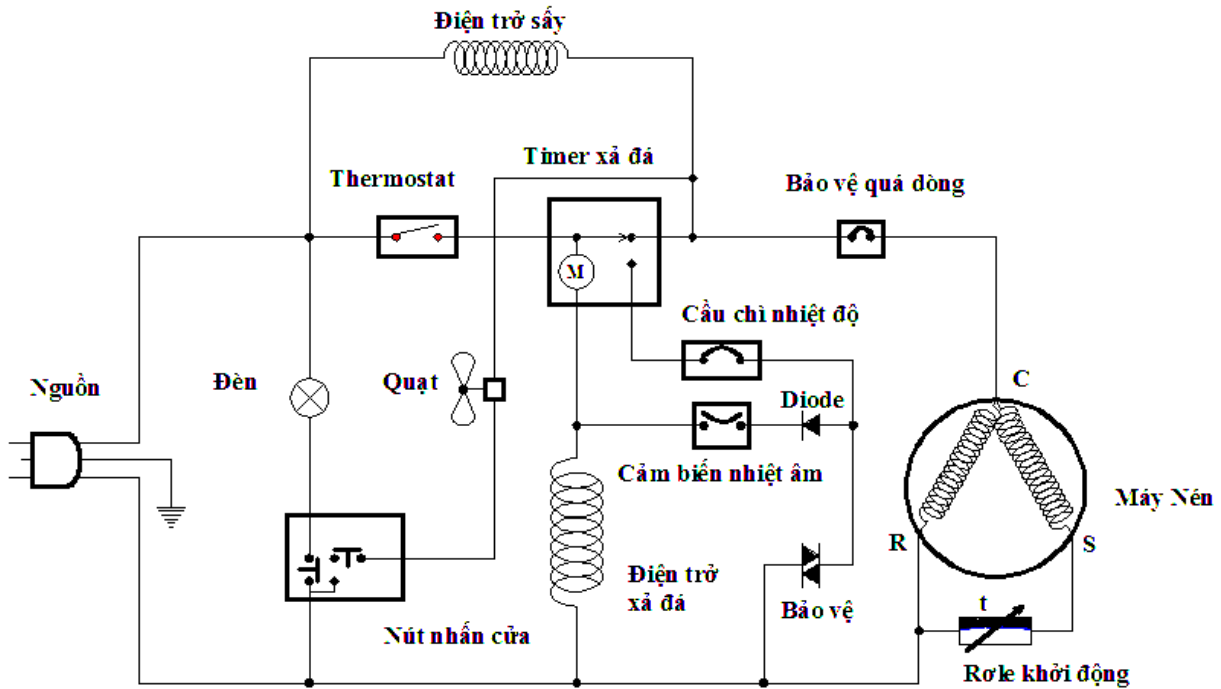 Điện trở sấy
Timer xả đá
Thermostat
Bảo vệ quá dòng
M
Cầu chì nhiệt độ
Nguồn
Đèn
Quạt
Diode
C
Cảm biến nhiệt âm
Máy Nén
R
S
Điện trở
xả đá
Bảo vệ
t
Nút nhấn cửa
Rơle khởi động